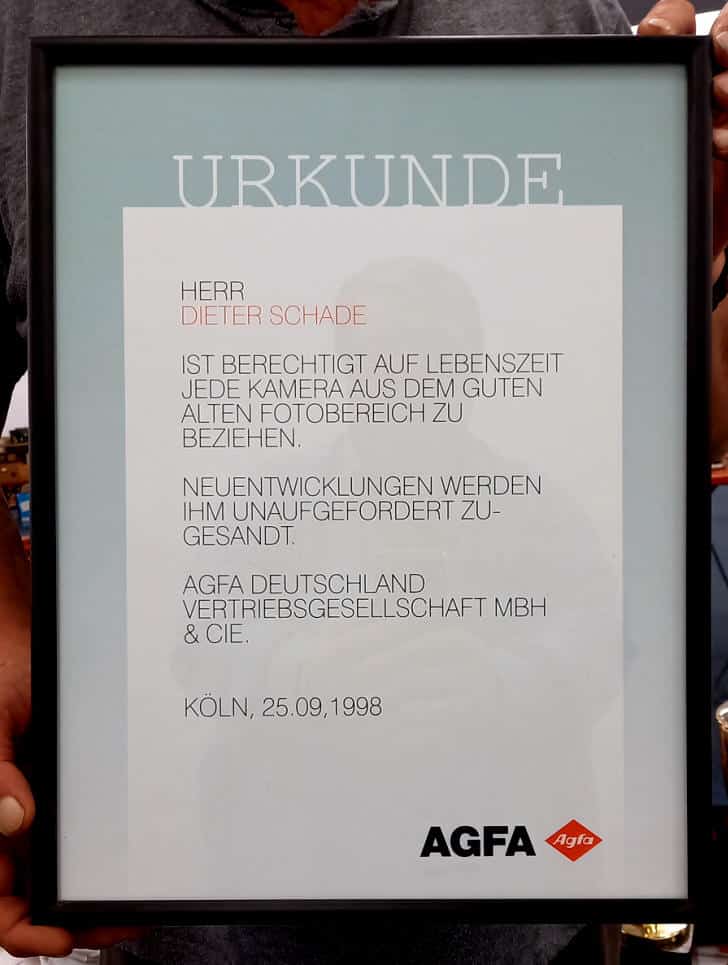 URKUNDE
HERR
DIETER SCHADE
IST BERECHTIGT AUF LEBENSZEIT
JEDE KAMERA AUS DEM GUTEN
ALTEN FOTOBEREICH ZU
BEZIEHEN.
NEUENTWICKLUNGEN WERDEN
IHM UNAUFGEFORDERT ZU-
GESANDT.
AGFA DEUTSCHLAND
VERTRIEBSGESELLSCHAFT MBH
& CIE.
KÖLN, 25.09,1998
AGFA Agfa